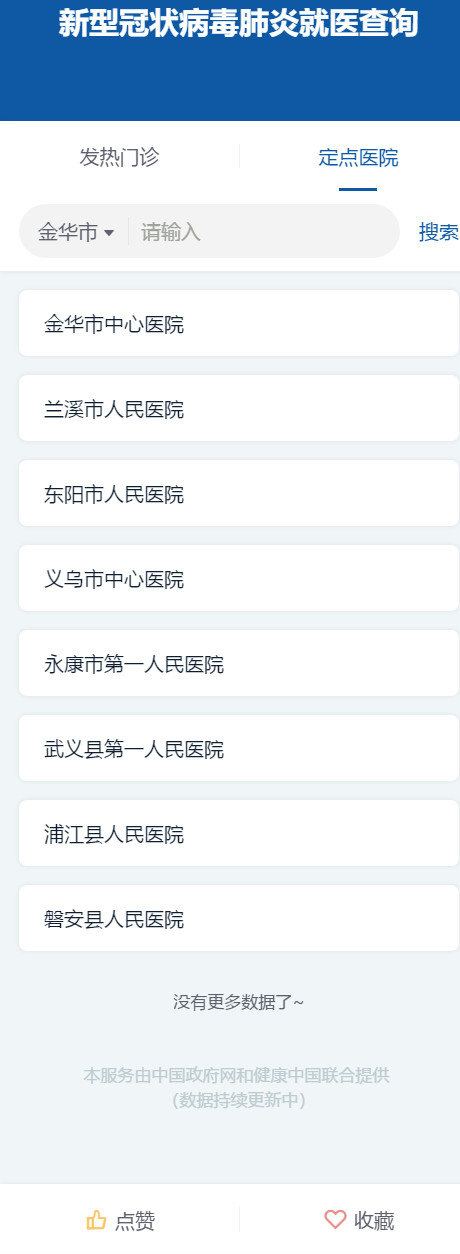 新型冠状病毒肺炎就医查询
发热门诊 定点医院
金华市 请输入 搜索
金华市中心医院
兰溪市人民医院
东阳市人民医院
义乌市中心医院
永康市第一人民医院
武义县第一人民医院
浦江县人民医院
磐安县人民医院
没有更多数据了~
本服务由中国政府网和健康中国联合提供
（数据持续更新中）
点赞 收藏